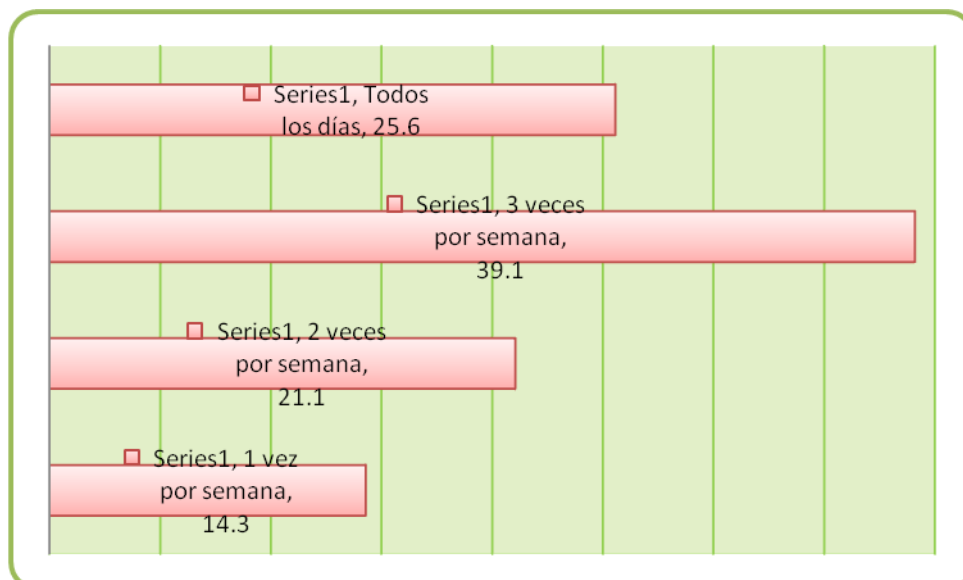 Series1, Todos
los días, 25.6
Series1, 3 veces
por semana,
39.1
Series1, 2 veces
por semana,
21.1
Series1, 1 vez
por semana,
14.3